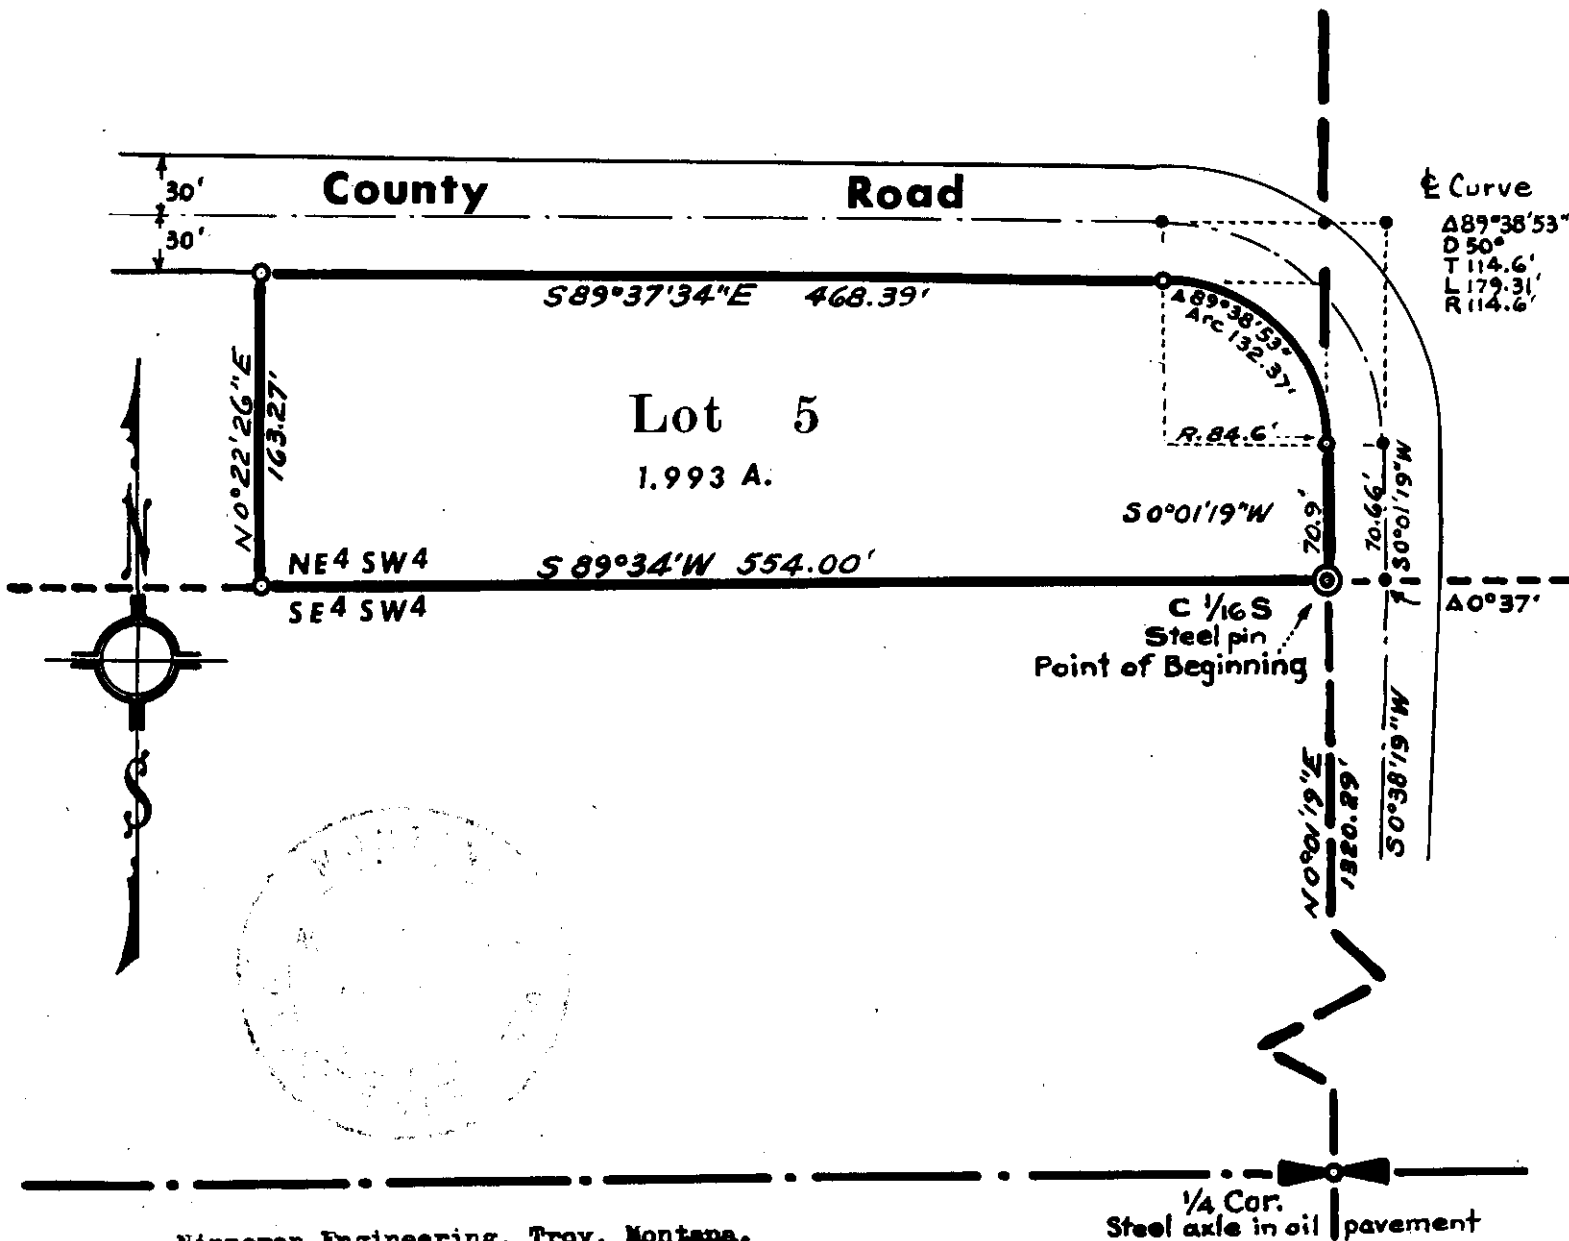 30'
County Road
30'
℄ Curve
Δ89°38'53"
D 50°
T 114.6'
L 179.31'
R 114.6'
S89°37'34"E 468.39'
Δ89°38'53"
Arc 132.37'
N0°22'26"E
163.27'
Lot 5
1.993 A.
R.84.6'
S0°01'19"W
70.9'
70.66'
S0°01'19"W
N
NE4 SW4
S 89°34'W 554.00'
SE4 SW4
C 1/16 S
Steel pin
Point of Beginning
Δ0°37'
S
N0°01'19"E
1320.29'
S0°38'19"W
1/4 Cor.
Steel axle in oil pavement
Engineering, Troy, Montana.